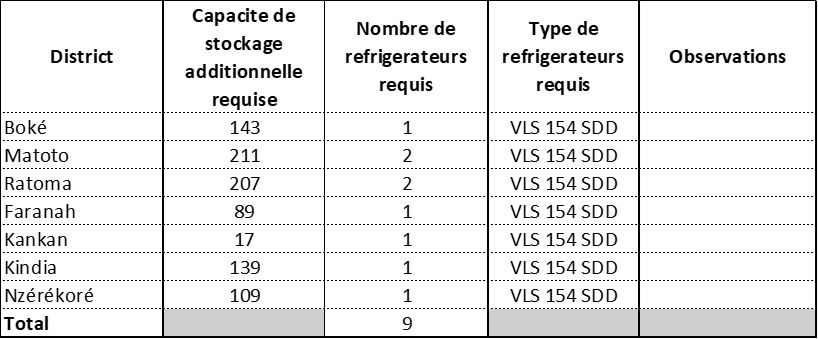 District | Capacite de stockage additionnelle requise | Nombre de refrigerateurs requis | Type de refrigerateurs requis | Observations
Boké | 143 | 1 | VLS 154 SDD
Matoto | 211 | 2 | VLS 154 SDD
Ratoma | 207 | 2 | VLS 154 SDD
Faranah | 89 | 1 | VLS 154 SDD
Kankan | 17 | 1 | VLS 154 SDD
Kindia | 139 | 1 | VLS 154 SDD
Nzérékoré | 109 | 1 | VLS 154 SDD
Total | 9